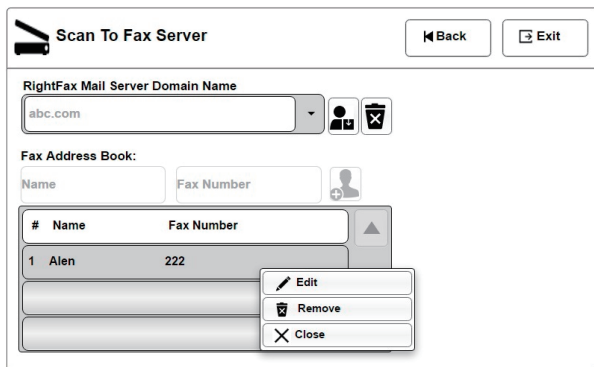 Scan To Fax Server
Back
Exit
RightFax Mail Server Domain Name
abc.com
Fax Address Book:
Name Fax Number
# Name Fax Number
1 Alen 222
Edit
Remove
Close